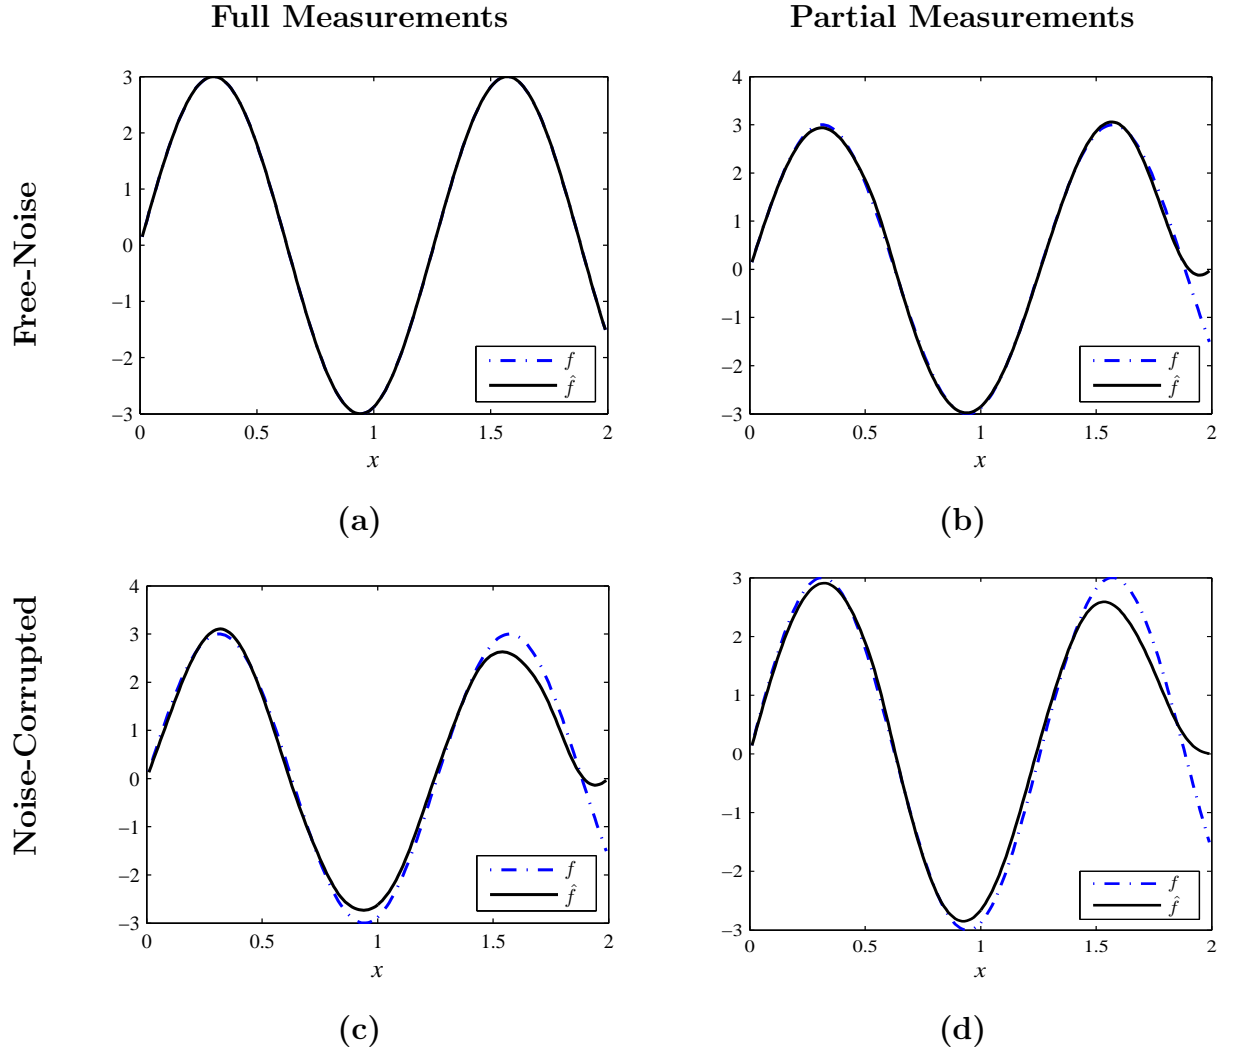 Full Measurements
Partial Measurements
Free-Noise
3
2
1
0
−1
−2
−3
0 0.5 1 1.5 2
x
f
f̂
(a)
4
3
2
1
0
−1
−2
−3
0 0.5 1 1.5 2
x
f
f̂
(b)
Noise-Corrupted
4
3
2
1
0
−1
−2
−3
0 0.5 1 1.5 2
x
f
f̂
(c)
3
2
1
0
−1
−2
−3
0 0.5 1 1.5 2
x
f
f̂
(d)